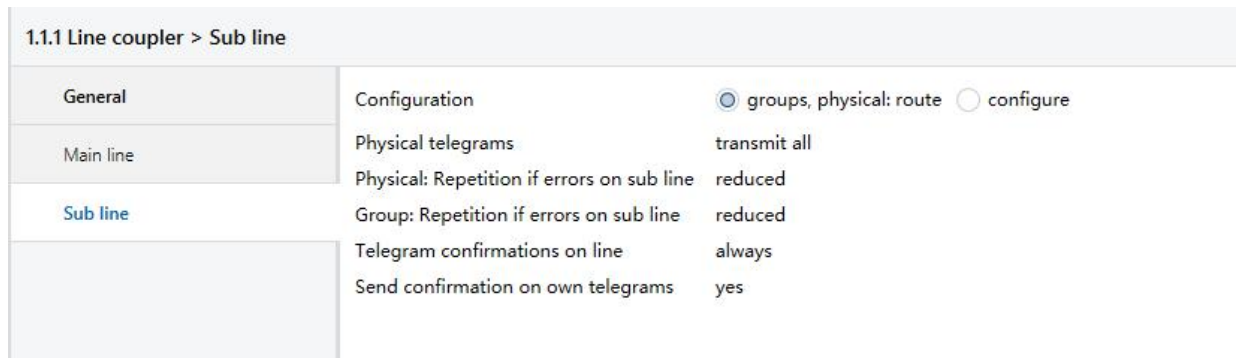 1.1.1 Line coupler > Sub line
General
Main line
Sub line
Configuration groups, physical: route configure
Physical telegrams transmit all
Physical: Repetition if errors on sub line reduced
Group: Repetition if errors on sub line reduced
Telegram confirmations on line always
Send confirmation on own telegrams yes